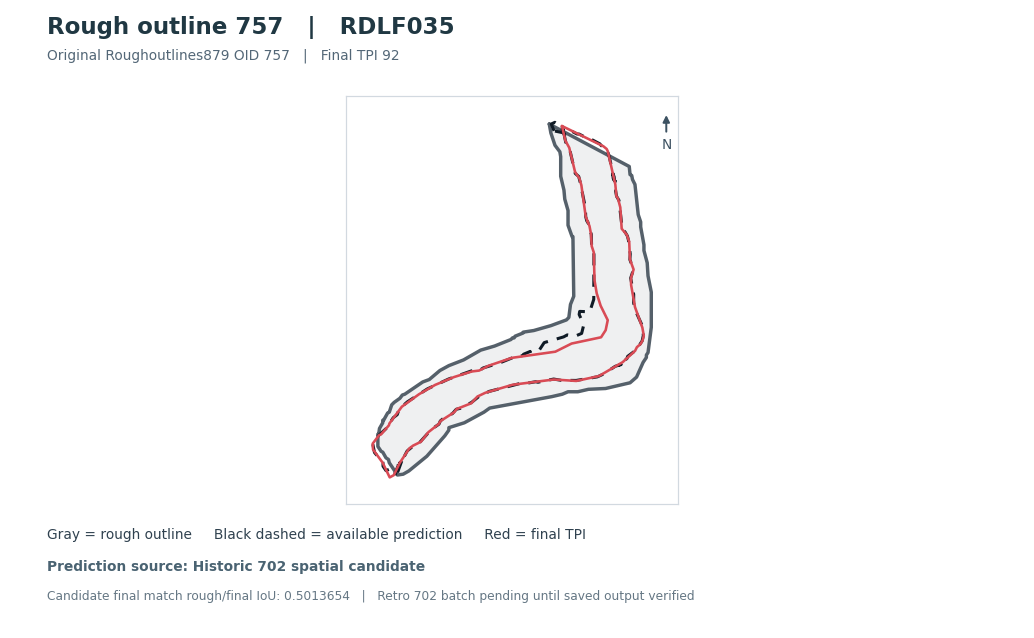 Rough outline 757 | RDLF035
Original Roughoutlines879 OID 757 | Final TPI 92
N
Gray = rough outline Black dashed = available prediction Red = final TPI
Prediction source: Historic 702 spatial candidate
Candidate final match rough/final IoU: 0.5013654 | Retro 702 batch pending until saved output verified